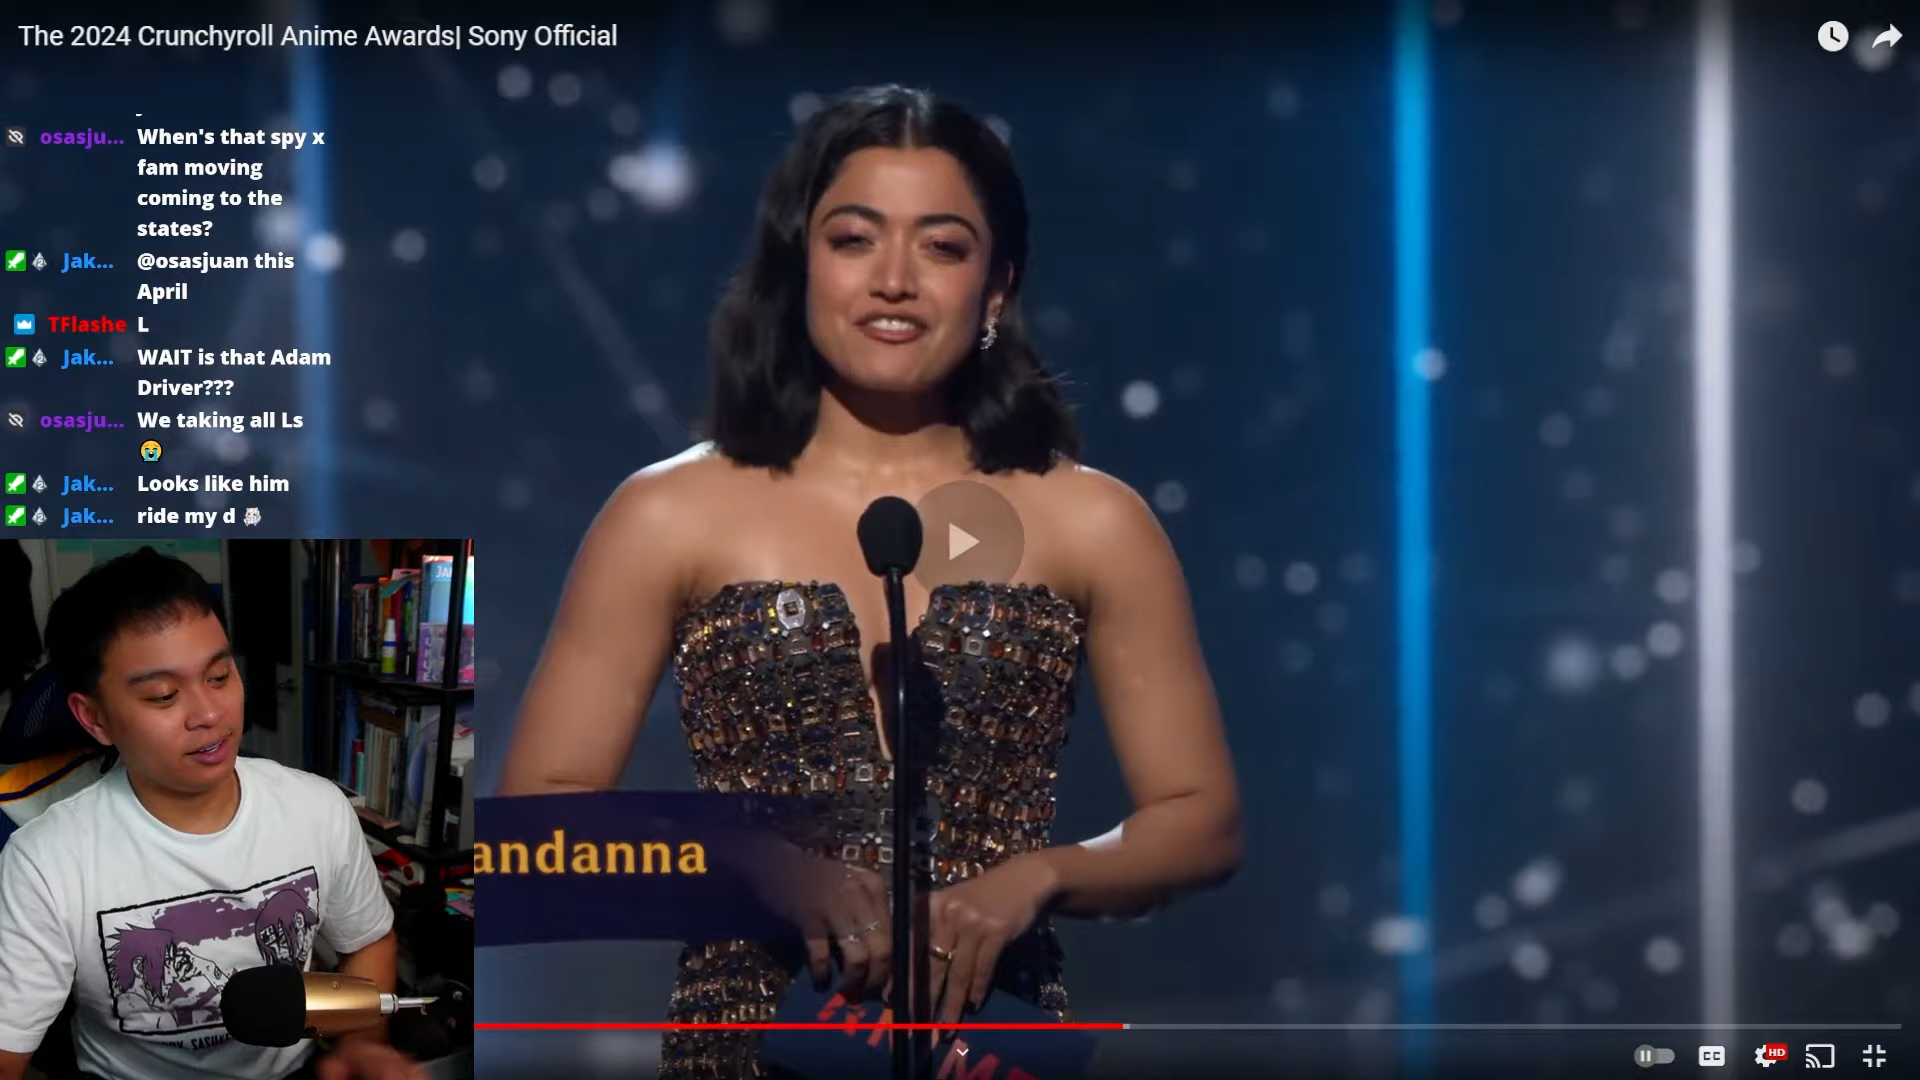 The 2024 Crunchyroll Anime Awards| Sony Official
osasju... When's that spy x
fam moving
coming to the
states?
Jak... @osasjuan this
April
TFlashe L
Jak... WAIT is that Adam
Driver???
osasju... We taking all Ls
😭
Jak... Looks like him
Jak... ride my d
andanna
JA
CC
HD